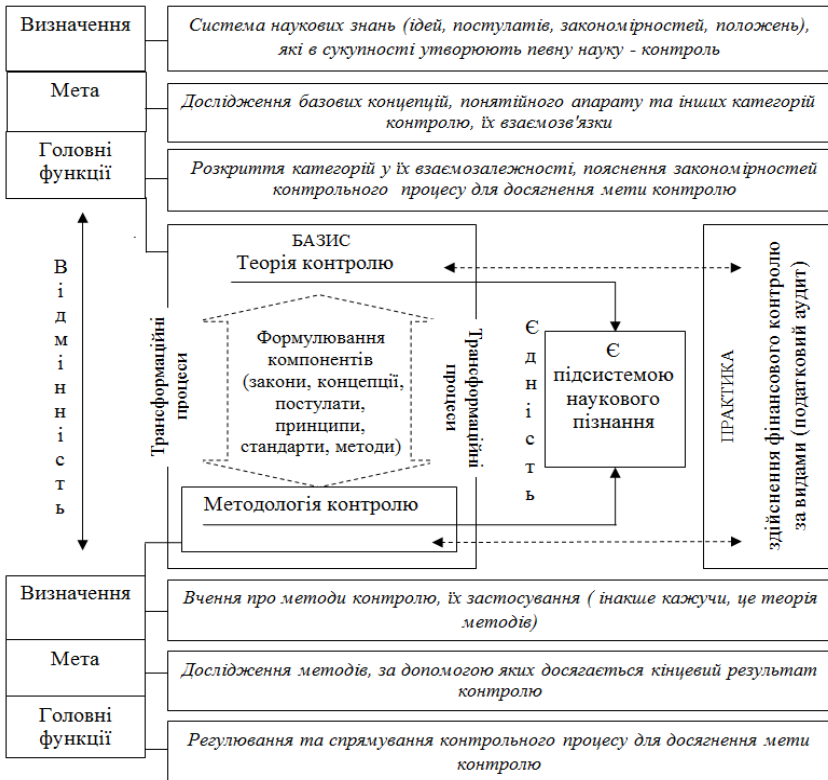 Визначення
Система наукових знань (ідей, постулатів, закономірностей, положень),
які в сукупності утворюють певну науку - контроль
Мета
Дослідження базових концепцій, понятійного апарату та інших категорій
контролю, їх взаємозв'язки
Головні
функції
Розкриття категорій у їх взаємозалежності, пояснення закономірностей
контрольного процесу для досягнення мети контролю
Відмінність
БАЗИС
Теорія контролю
Трансформаційні
процеси
Формулювання
компонентів
(закони, концепції,
постулати,
принципи,
стандарти, методи)
Трансформаційні
процеси
Єдність
Є
підсистемою
наукового
пізнання
ПРАКТИКА
здійснення фінансового контролю
за видами (податковий аудит)
Методологія контролю
Визначення
Вчення про методи контролю, їх застосування ( інакше кажучи, це теорія
методів)
Мета
Дослідження методів, за допомогою яких досягається кінцевий результат
контролю
Головні
функції
Регулювання та спрямування контрольного процесу для досягнення мети
контролю